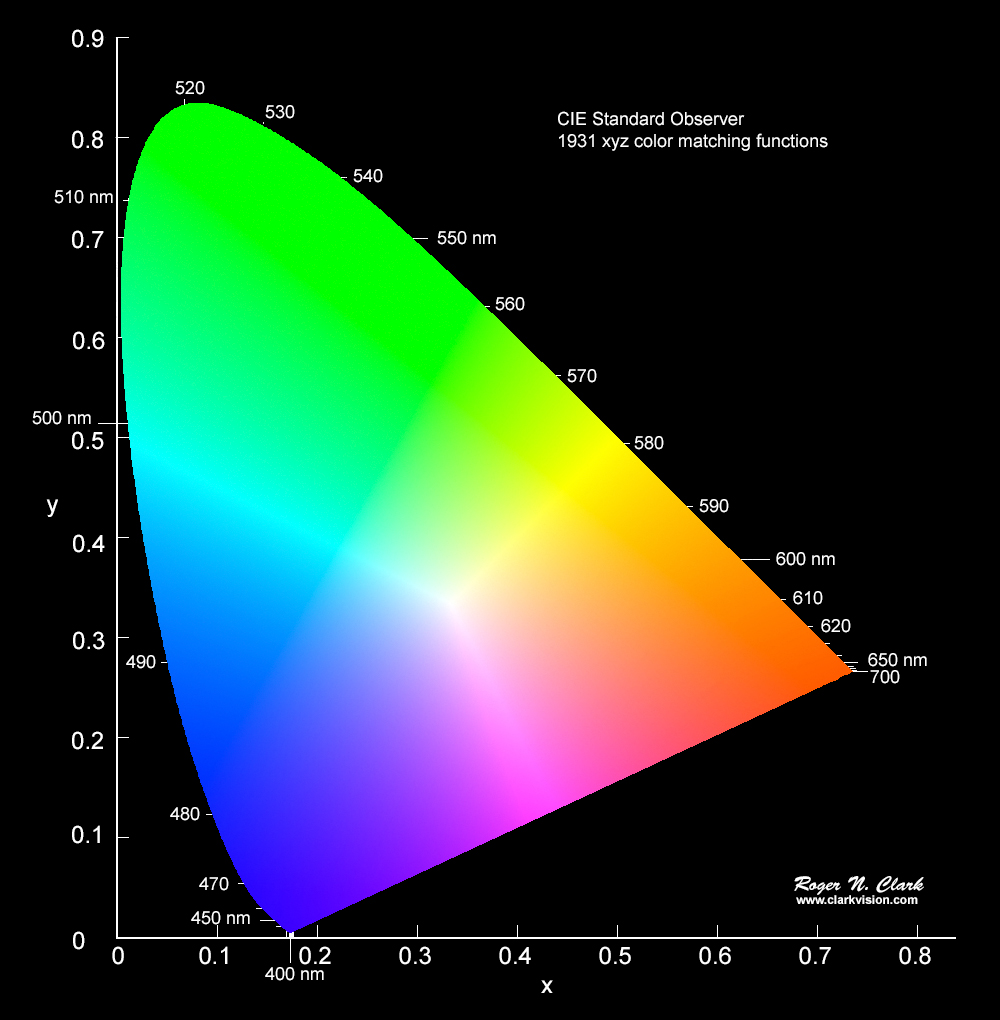 0.9
520
530
CIE Standard Observer
1931 xyz color matching functions
0.8
540
510 nm
0.7
550 nm
560
0.6
570
500 nm
0.5
580
y
590
0.4
600 nm
610
620
0.3
490
650 nm
700
0.2
480
0.1
470
Roger N. Clark
www.clarkvision.com
450 nm
0
0 0.1 0.2 0.3 0.4 0.5 0.6 0.7 0.8
400 nm
x